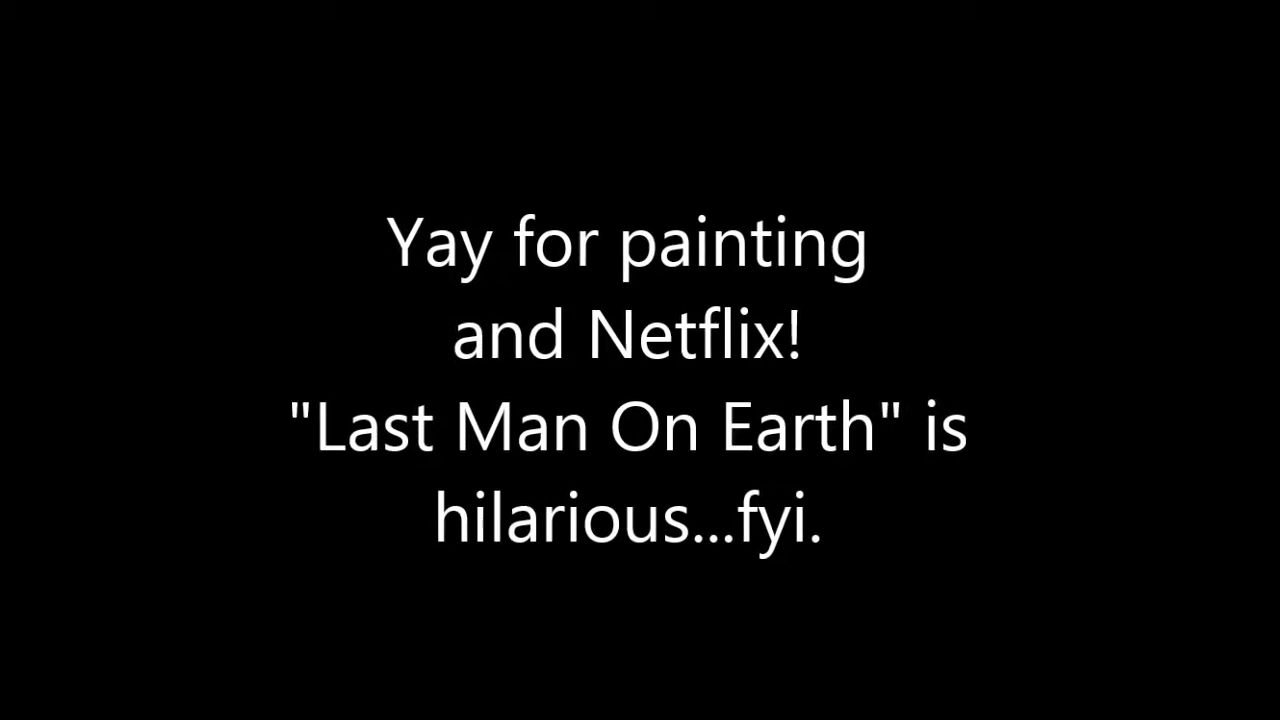 Yay for painting
and Netflix!
"Last Man On Earth" is
hilarious...fyi.